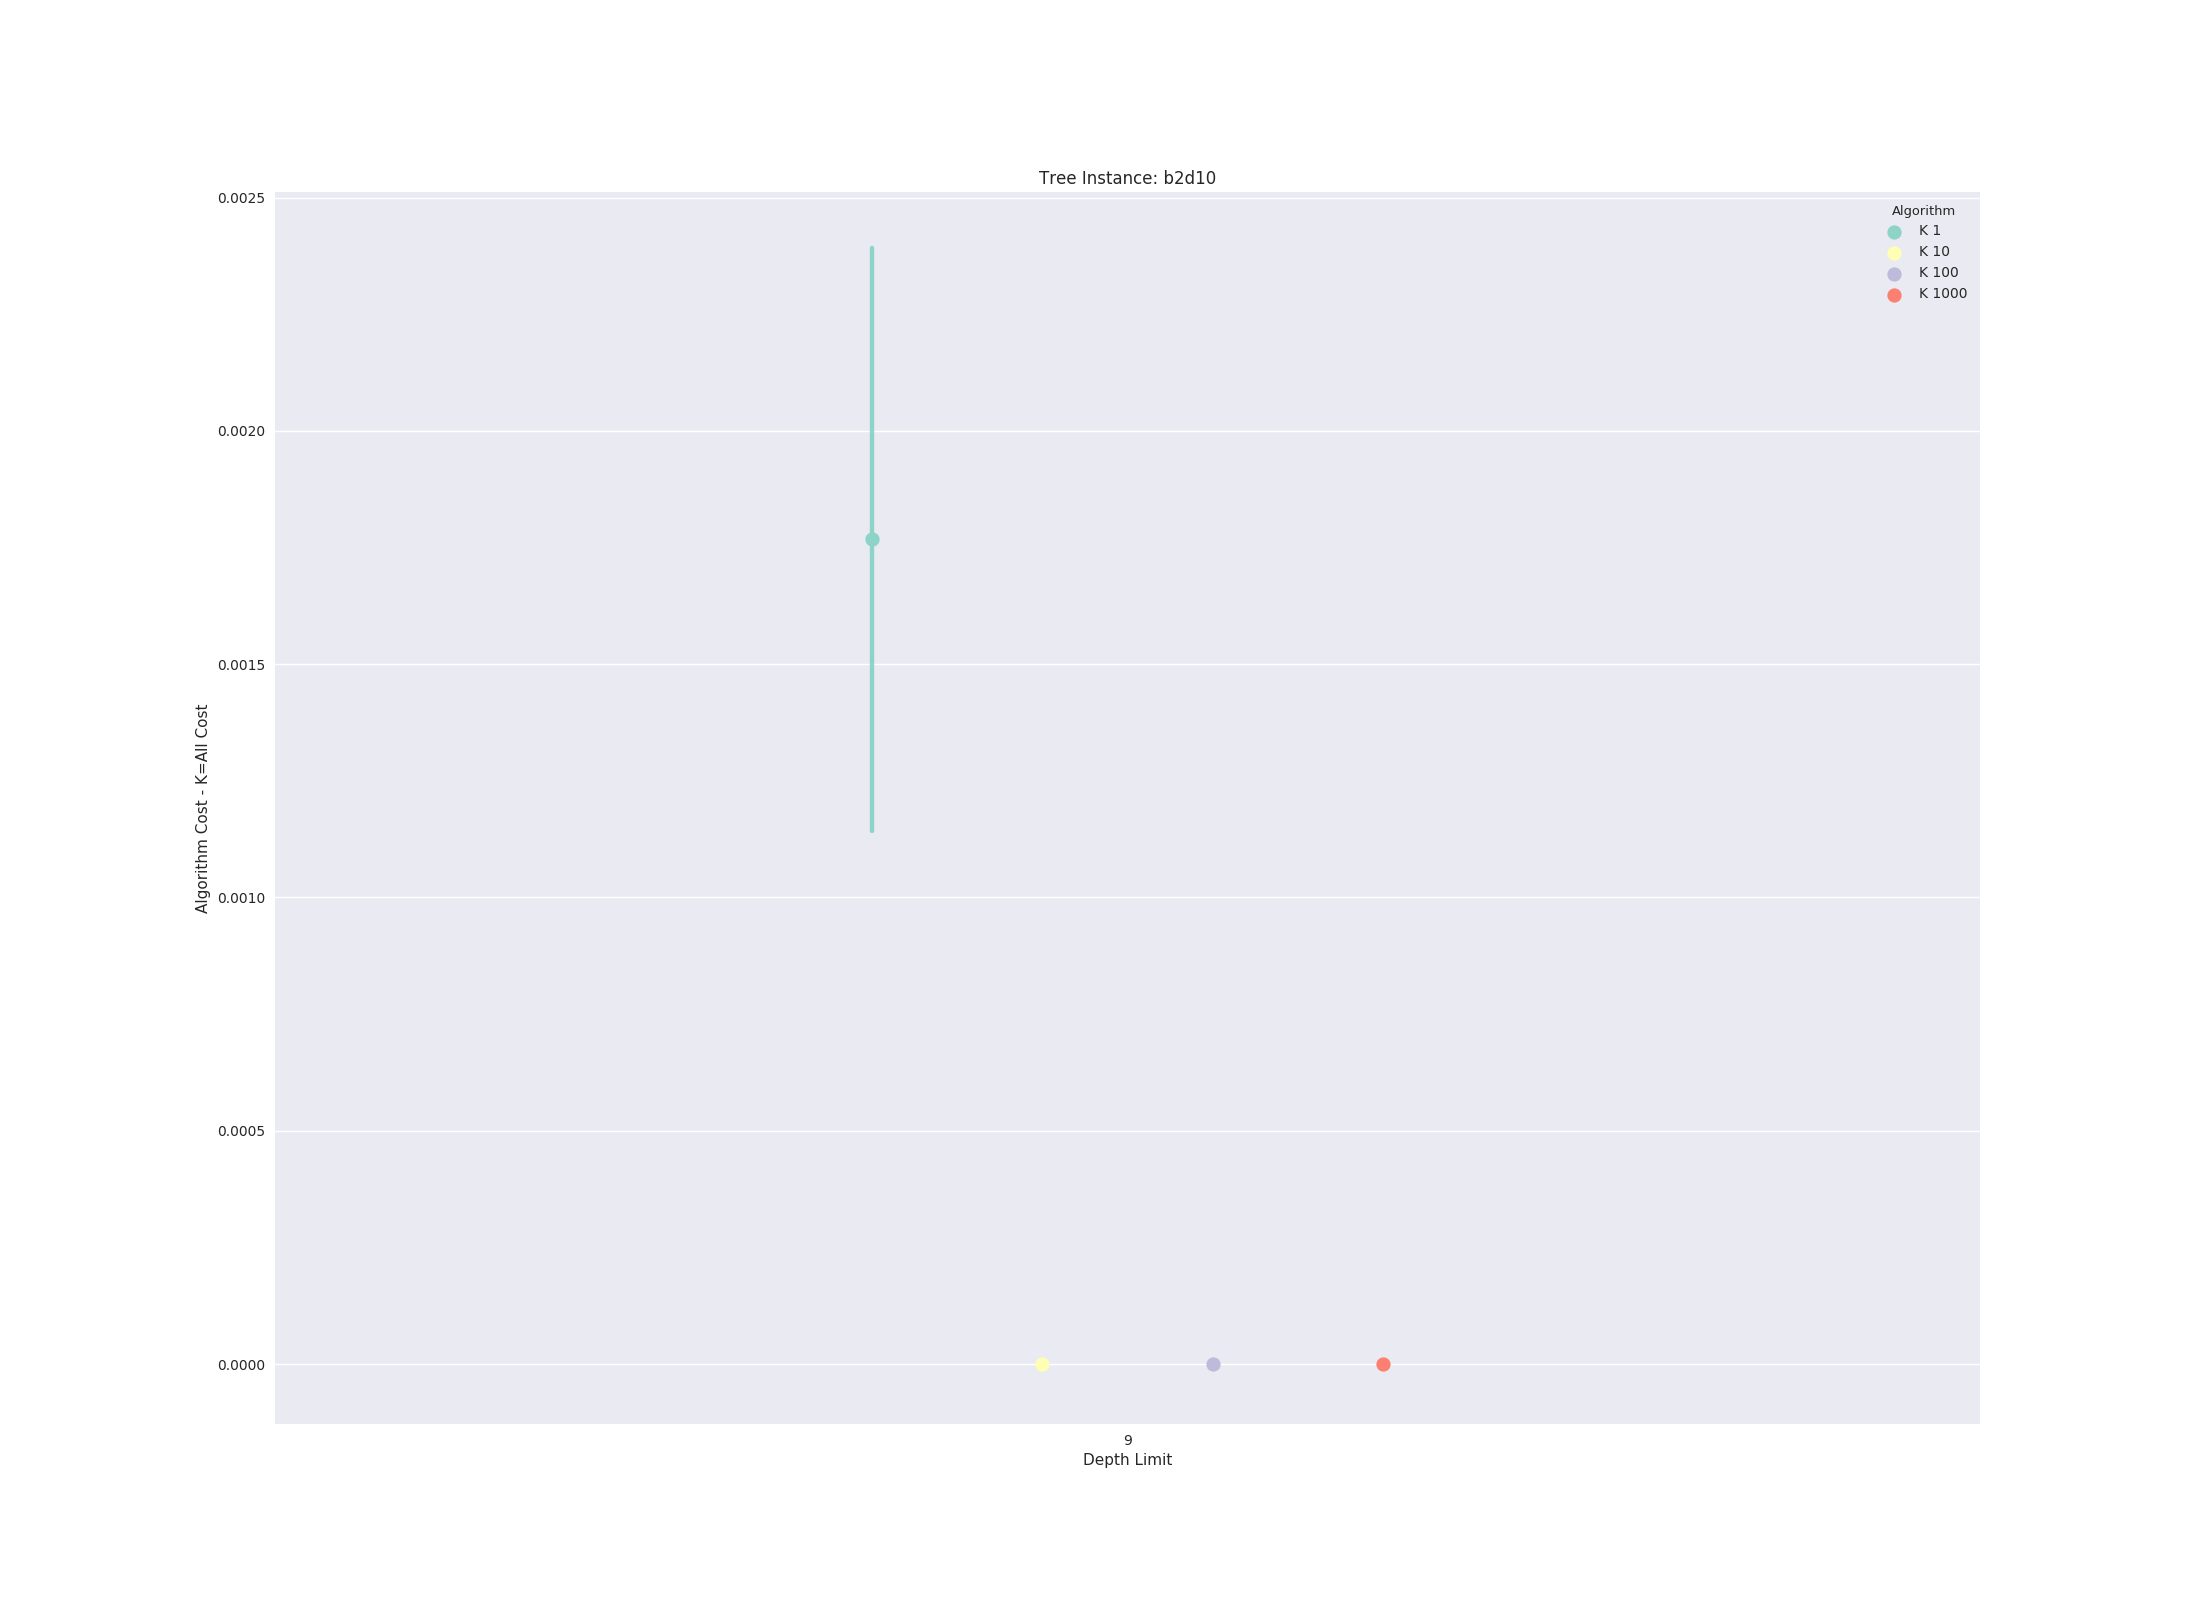 Tree Instance: b2d10
0.0025
0.0020
0.0015
0.0010
0.0005
0.0000
Algorithm Cost - K=All Cost
Algorithm
K 1
K 10
K 100
K 1000
9
Depth Limit